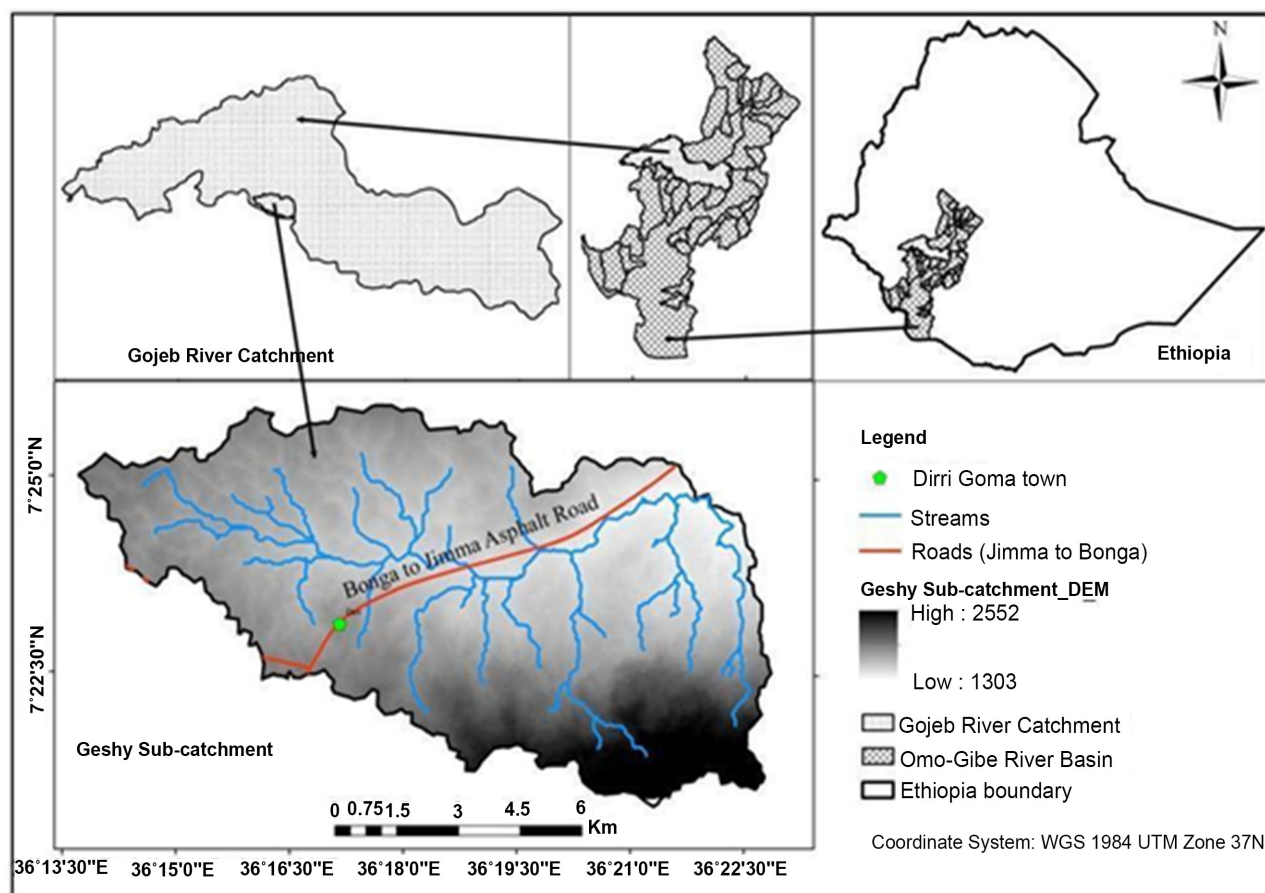 N
Gojeb River Catchment
Ethiopia
7°25'0"N
7°22'30"N
Bonga to Jimma Asphalt Road
Geshy Sub-catchment
0 0.75 1.5 3 4.5 6
Km
36°13'30"E 36°15'0"E 36°16'30"E 36°18'0"E 36°19'30"E 36°21'0"E 36°22'30"E
Legend
Dirri Goma town
Streams
Roads (Jimma to Bonga)
Geshy Sub-catchment_DEM
High : 2552
Low : 1303
Gojeb River Catchment
Omo-Gibe River Basin
Ethiopia boundary
Coordinate System: WGS 1984 UTM Zone 37N